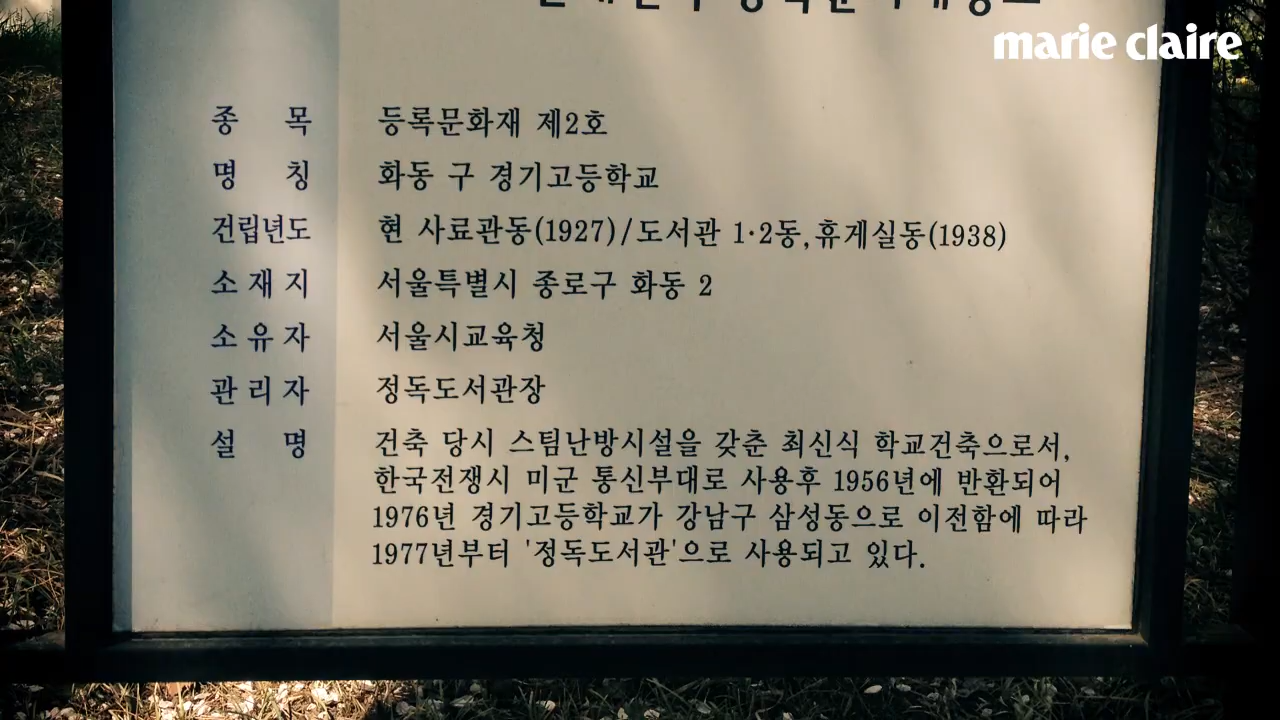 marie claire
종 목 등록문화재 제2호
명 칭 화동 구 경기고등학교
건립년도 현 사료관동(1927)/도서관 1·2동,휴게실동(1938)
소 재 지 서울특별시 종로구 화동 2
소 유 자 서울시교육청
관 리 자 정독도서관장
설 명 건축 당시 스팀난방시설을 갖춘 최신식 학교건축으로서,
한국전쟁시 미군 통신부대로 사용후 1956년에 반환되어
1976년 경기고등학교가 강남구 삼성동으로 이전함에 따라
1977년부터 '정독도서관'으로 사용되고 있다.